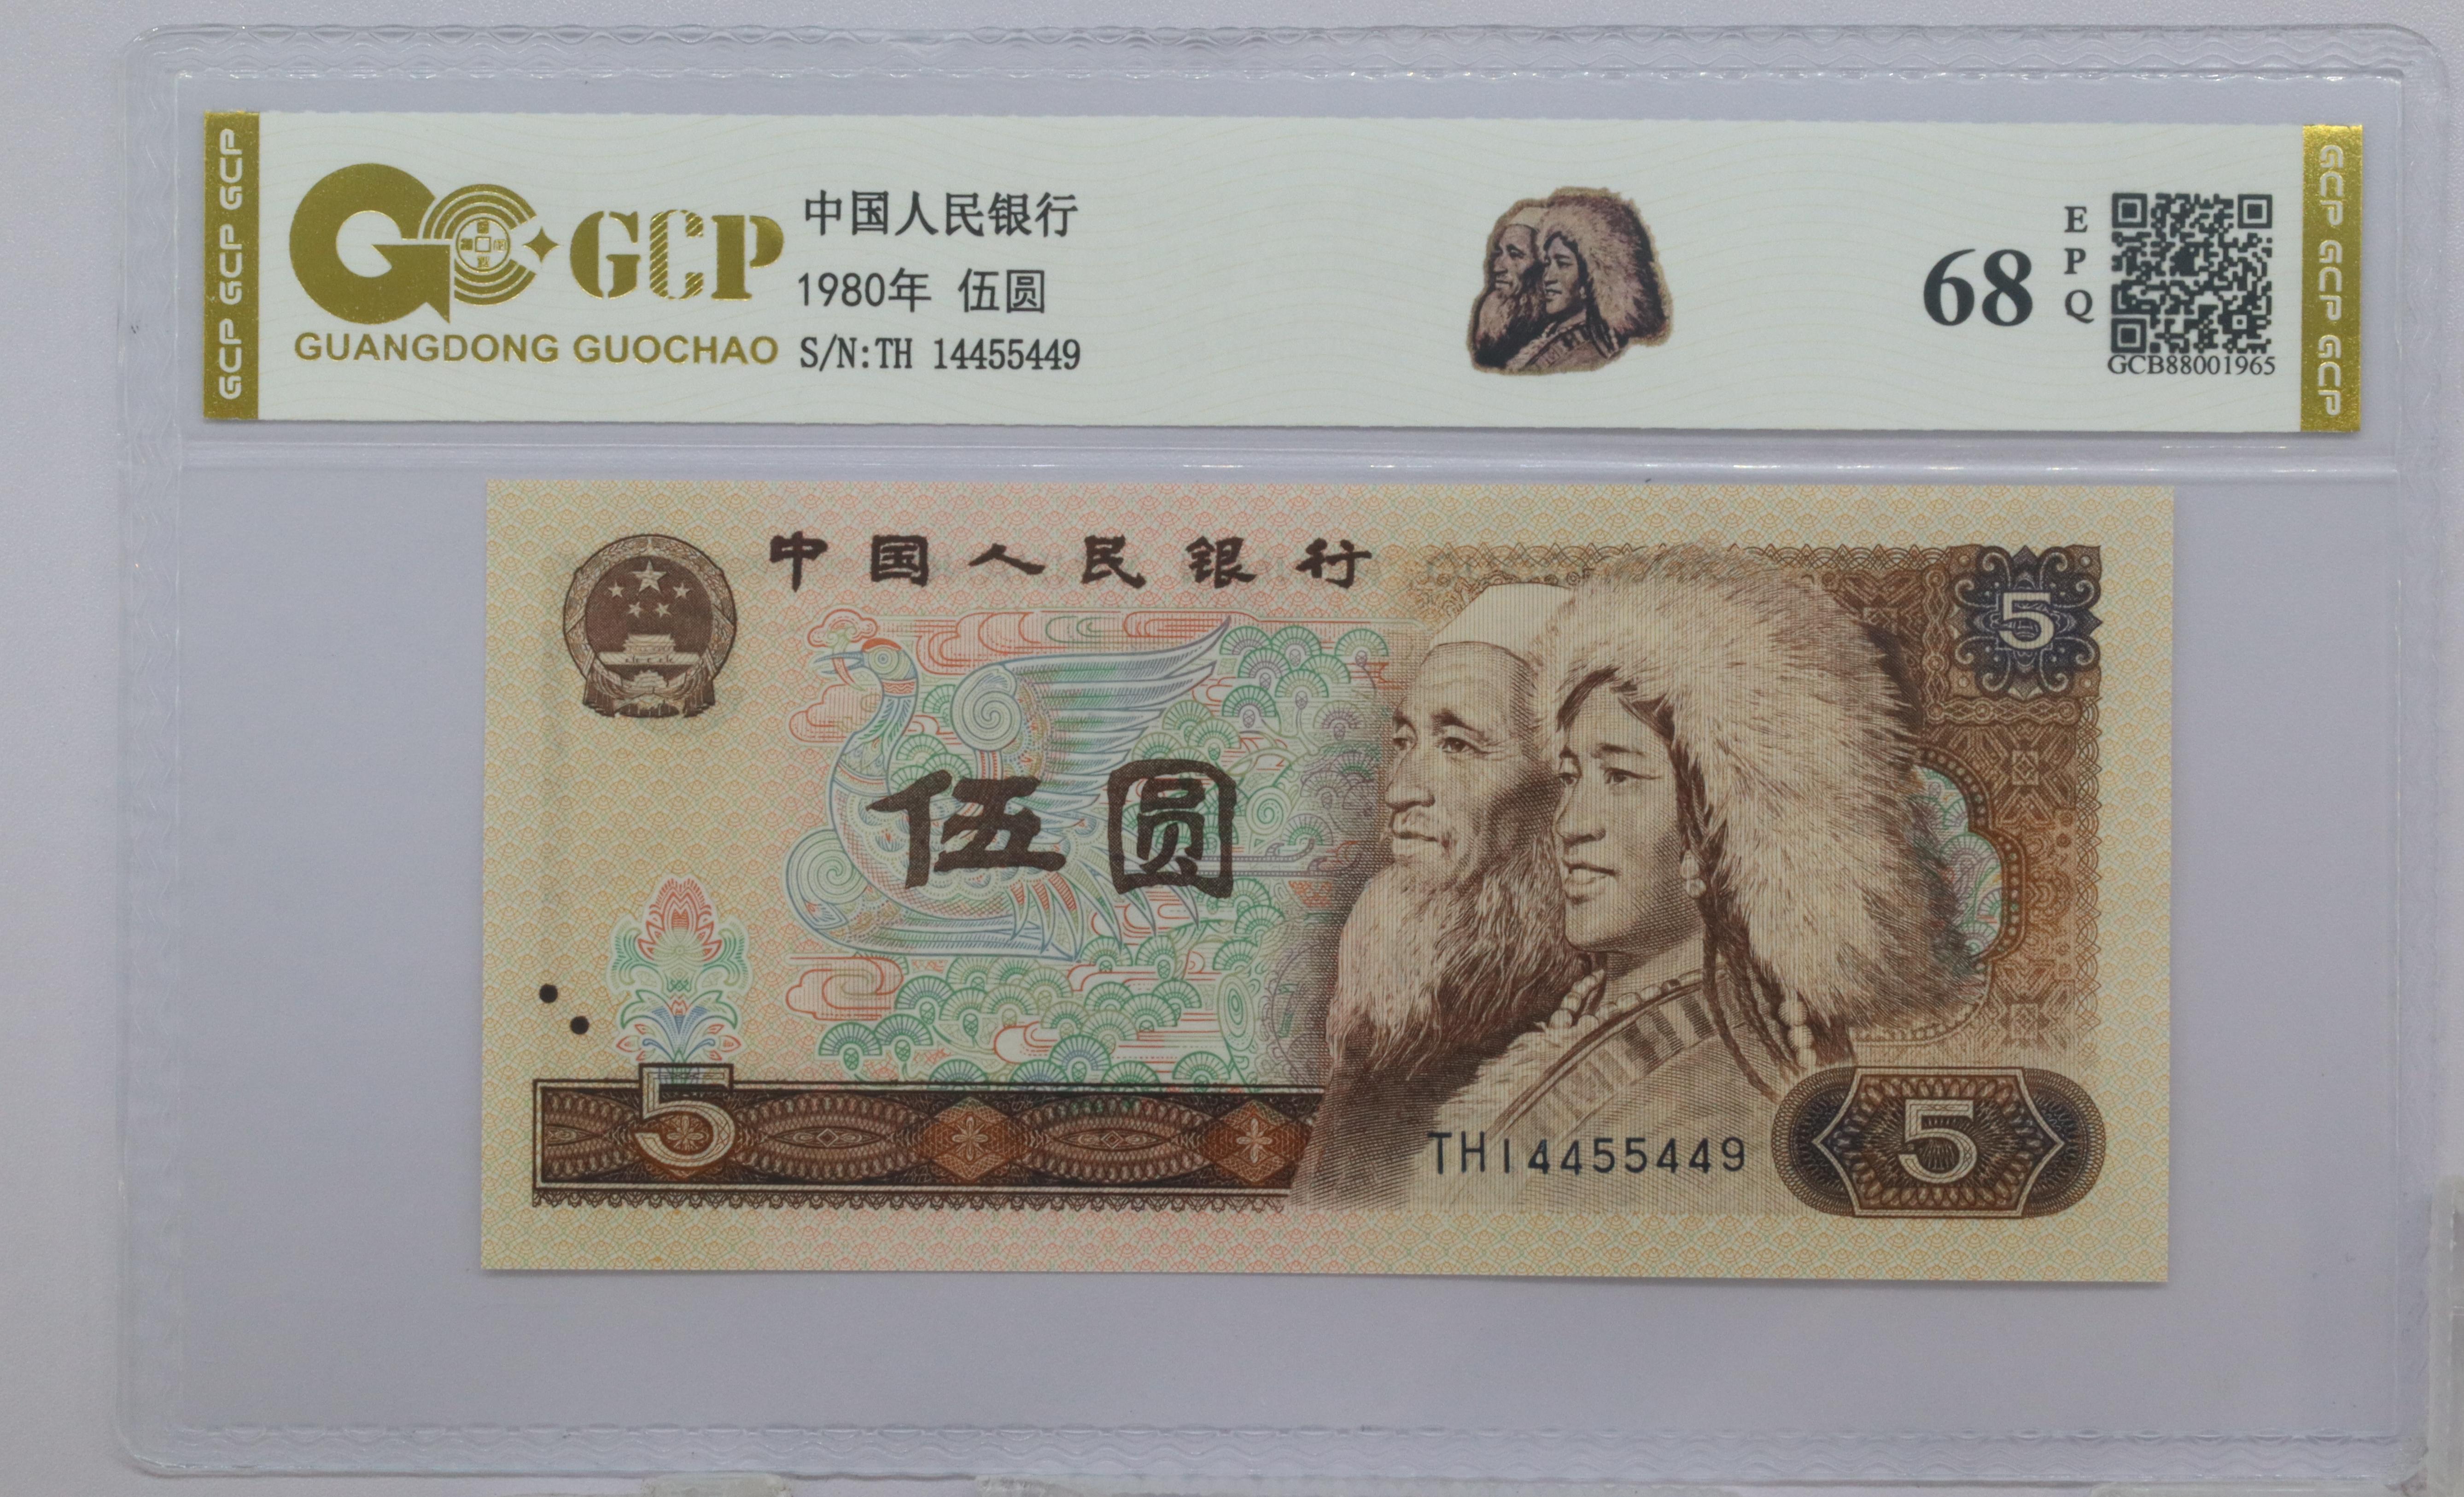 GCP GCP GCP
GCP
GUANGDONG GUOCHAO
中国人民银行
1980年 伍圆
S/N:TH 14455449
68
EPQ
GCB88001965
GCP GCP GCP
中国人民银行
5
伍圆
5
TH14455449
5